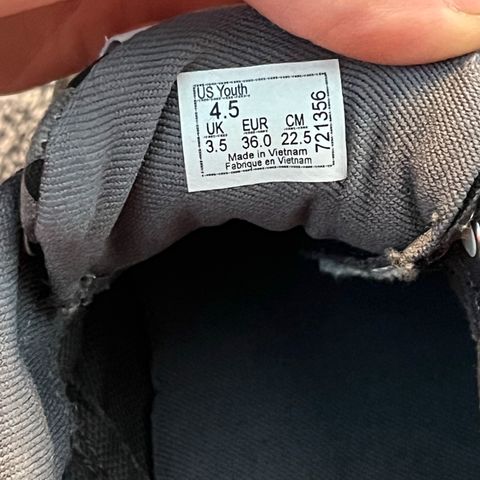 US Youth
4.5
UK EUR CM
3.5 36.0 22.5
Made in Vietnam
Fabriqué en Vietnam
721356